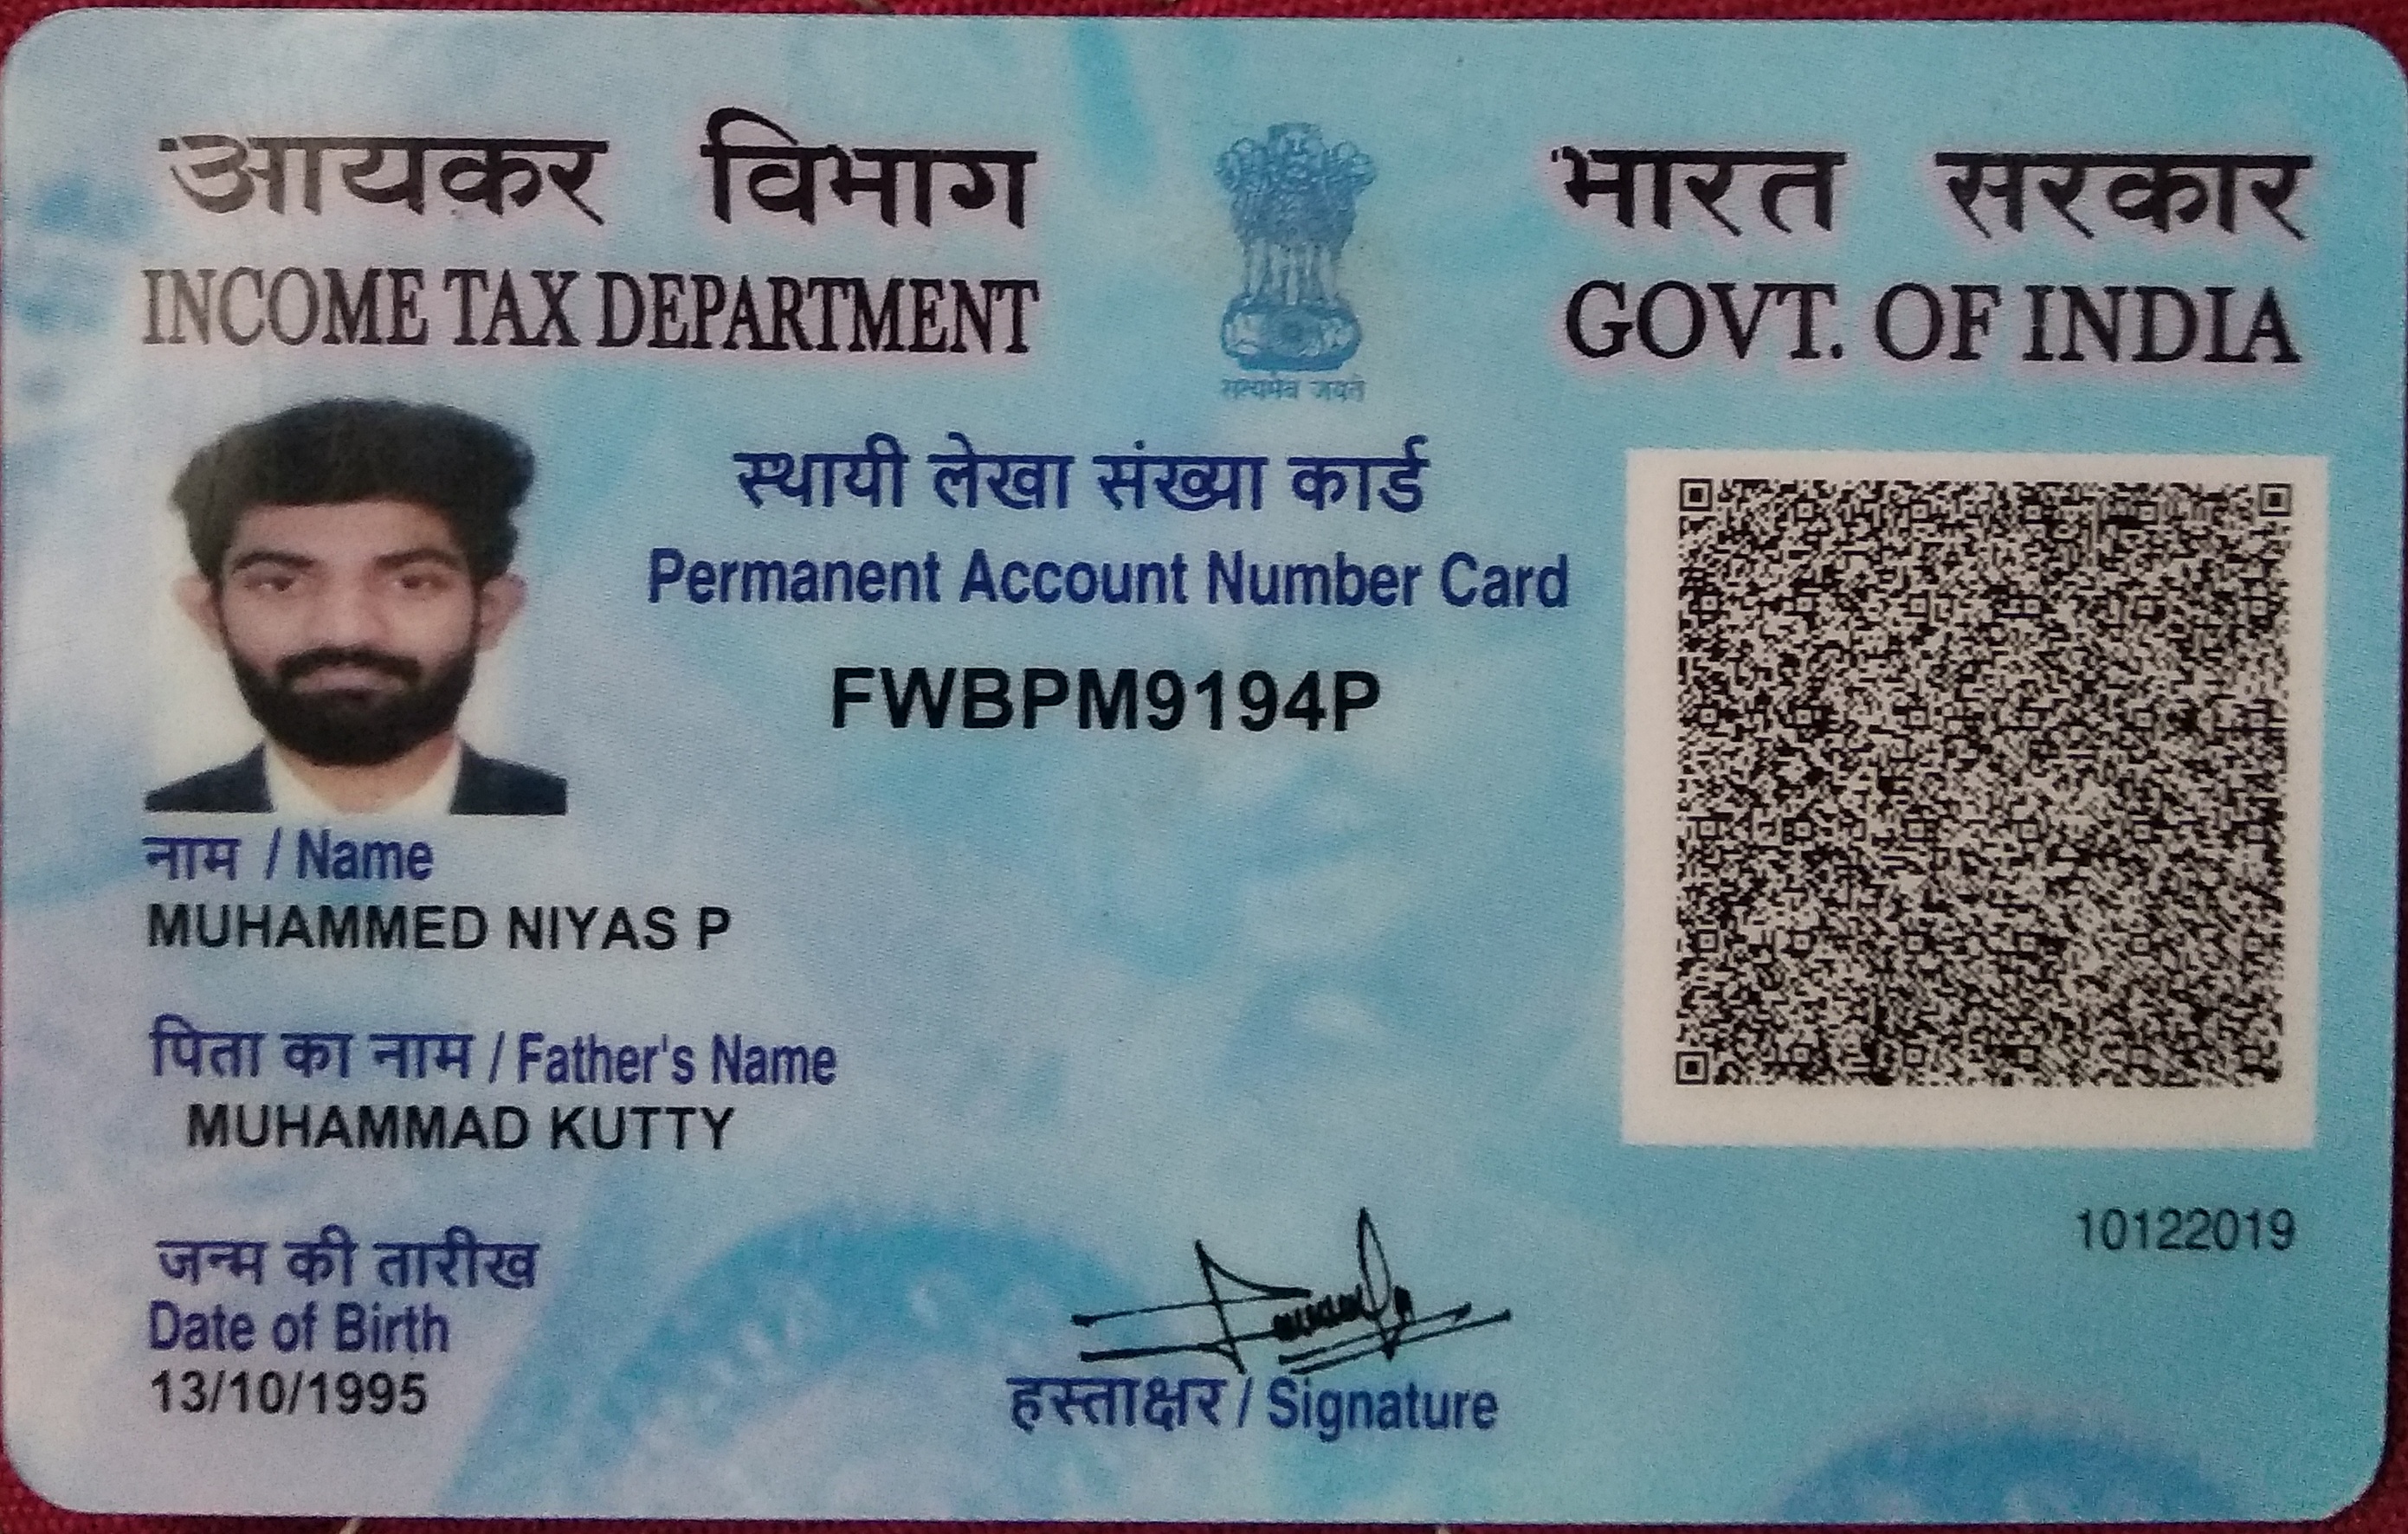 आयकर विभाग
INCOME TAX DEPARTMENT
सत्यमेव जयते
भारत सरकार
GOVT. OF INDIA
स्थायी लेखा संख्या कार्ड
Permanent Account Number Card
FWBPM9194P
नाम / Name
MUHAMMED NIYAS P
पिता का नाम / Father's Name
MUHAMMAD KUTTY
जन्म की तारीख
Date of Birth
13/10/1995
हस्ताक्षर / Signature
10122019